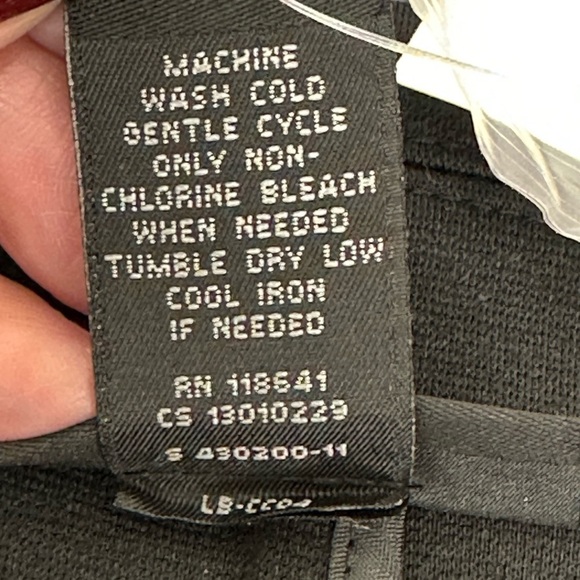 MACHINE
WASH COLD
GENTLE CYCLE
ONLY NON-
CHLORINE BLEACH
WHEN NEEDED
TUMBLE DRY LOW
COOL IRON
IF NEEDED
RN 118641
CS 13010229
S 430200-11